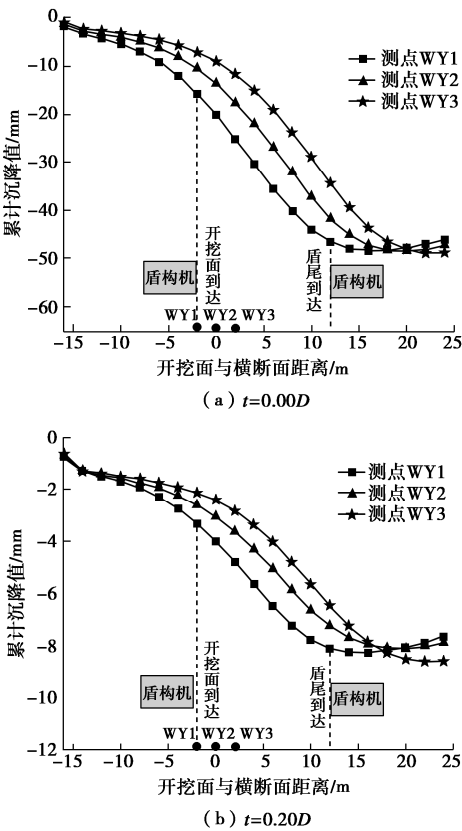 0
-10
-20
-30
-40
-50
-60
累计沉降值/mm
测点WY1
测点WY2
测点WY3
开挖面到达
盾尾到达
盾构机
盾构机
WY1 WY2 WY3
-15 -10 -5 0 5 10 15 20 25
开挖面与横断面距离/m
(a) t=0.00D
0
-2
-4
-6
-8
-10
-12
累计沉降值/mm
测点WY1
测点WY2
测点WY3
开挖面到达
盾尾到达
盾构机
盾构机
WY1 WY2 WY3
-15 -10 -5 0 5 10 15 20 25
开挖面与横断面距离/m
(b) t=0.20D